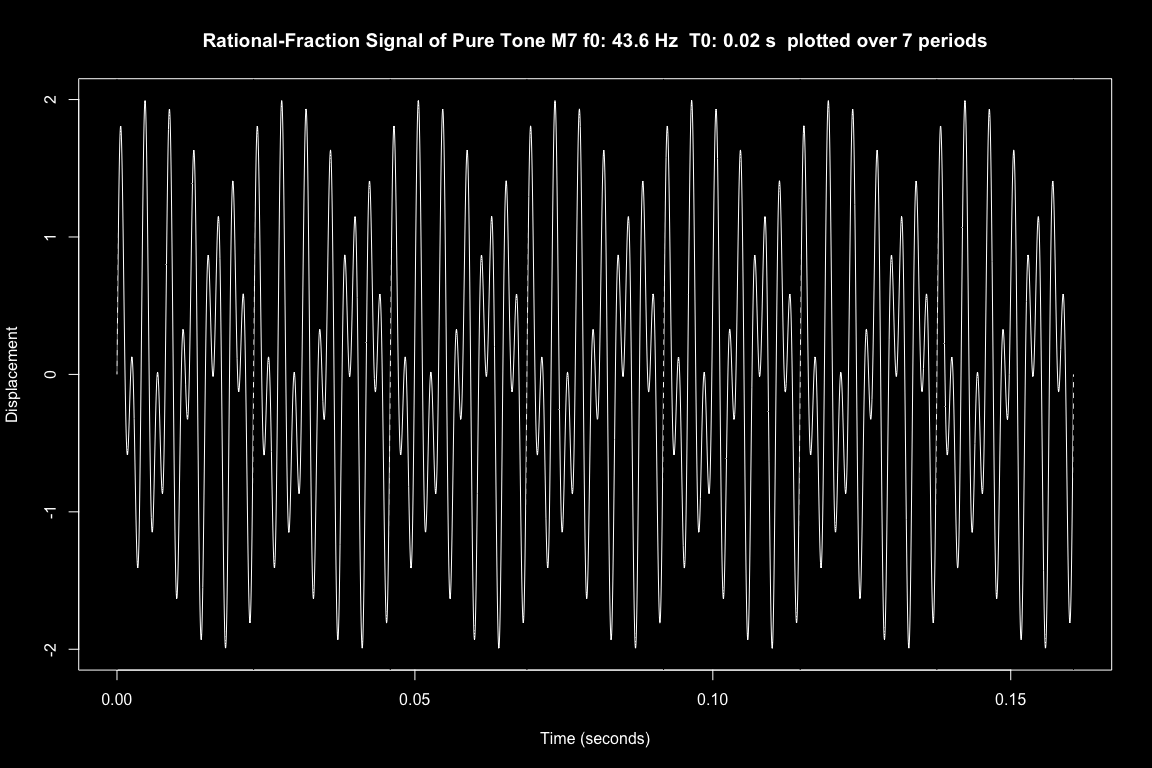 Rational-Fraction Signal of Pure Tone M7 f0: 43.6 Hz  T0: 0.02 s  plotted over 7 periods
Displacement
2
1
0
-1
-2
0.00 0.05 0.10 0.15
Time (seconds)